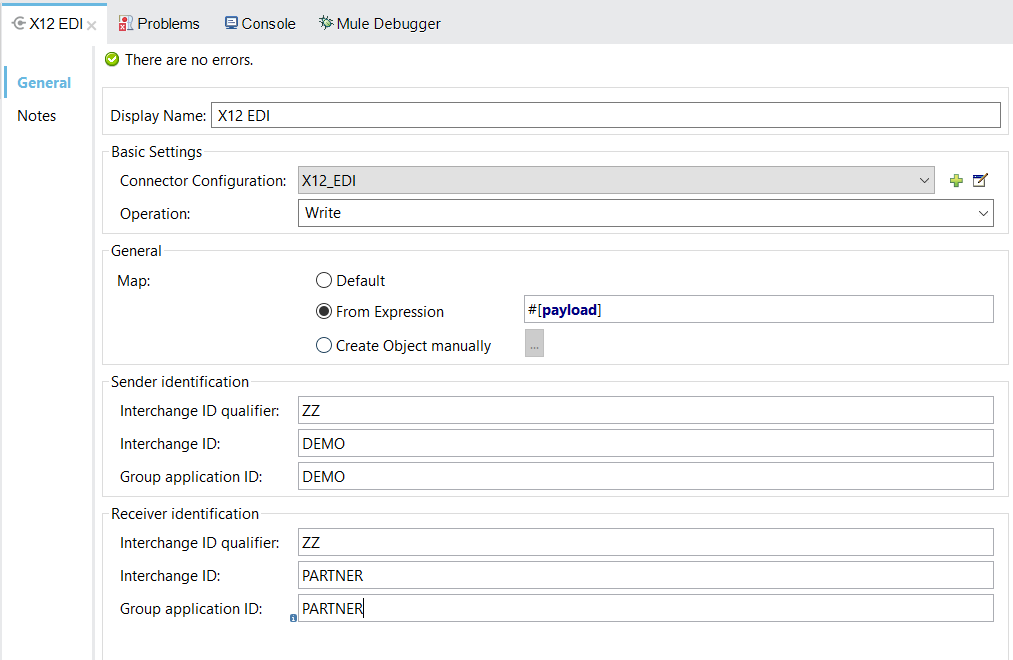 X12 EDI Problems Console Mule Debugger
There are no errors.
General
Notes
Display Name: X12 EDI
Basic Settings
Connector Configuration: X12_EDI
Operation: Write
General
Map: Default
From Expression #[payload]
Create Object manually ...
Sender identification
Interchange ID qualifier: ZZ
Interchange ID: DEMO
Group application ID: DEMO
Receiver identification
Interchange ID qualifier: ZZ
Interchange ID: PARTNER
Group application ID: PARTNER